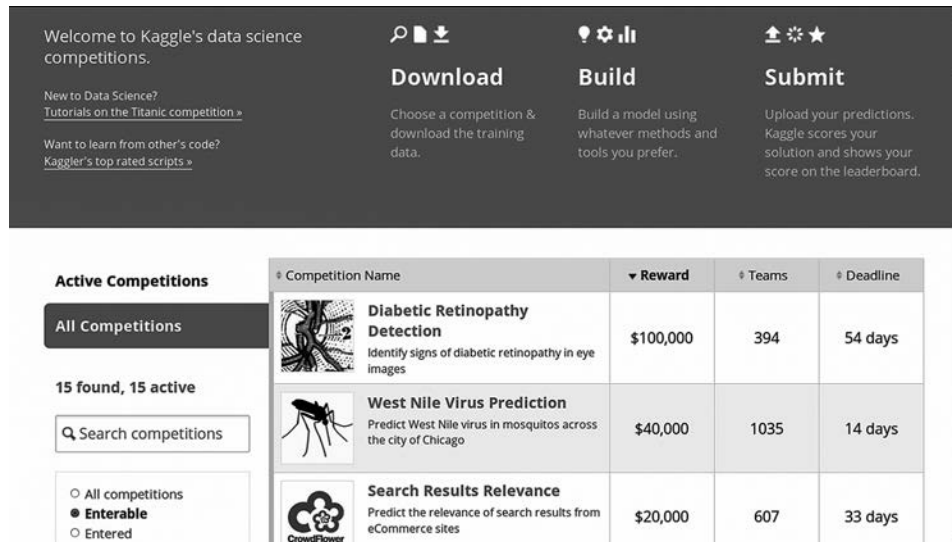 Welcome to Kaggle's data science
competitions.
New to Data Science?
Tutorials on the Titanic competition »
Want to learn from other's code?
Kaggler's top rated scripts »
Download
Choose a competition &
download the training
data.
Build
Build a model using
whatever methods and
tools you prefer.
Submit
Upload your predictions.
Kaggle scores your
solution and shows your
score on the leaderboard.
Active Competitions
All Competitions
15 found, 15 active
Search competitions
All competitions
Enterable
Entered
Competition Name Reward Teams Deadline
Diabetic Retinopathy
Detection
Identify signs of diabetic retinopathy in eye
images
$100,000 394 54 days
2
West Nile Virus Prediction
Predict West Nile virus in mosquitos across
the city of Chicago
$40,000 1035 14 days
Search Results Relevance
Predict the relevance of search results from
eCommerce sites
$20,000 607 33 days
CrowdFlower